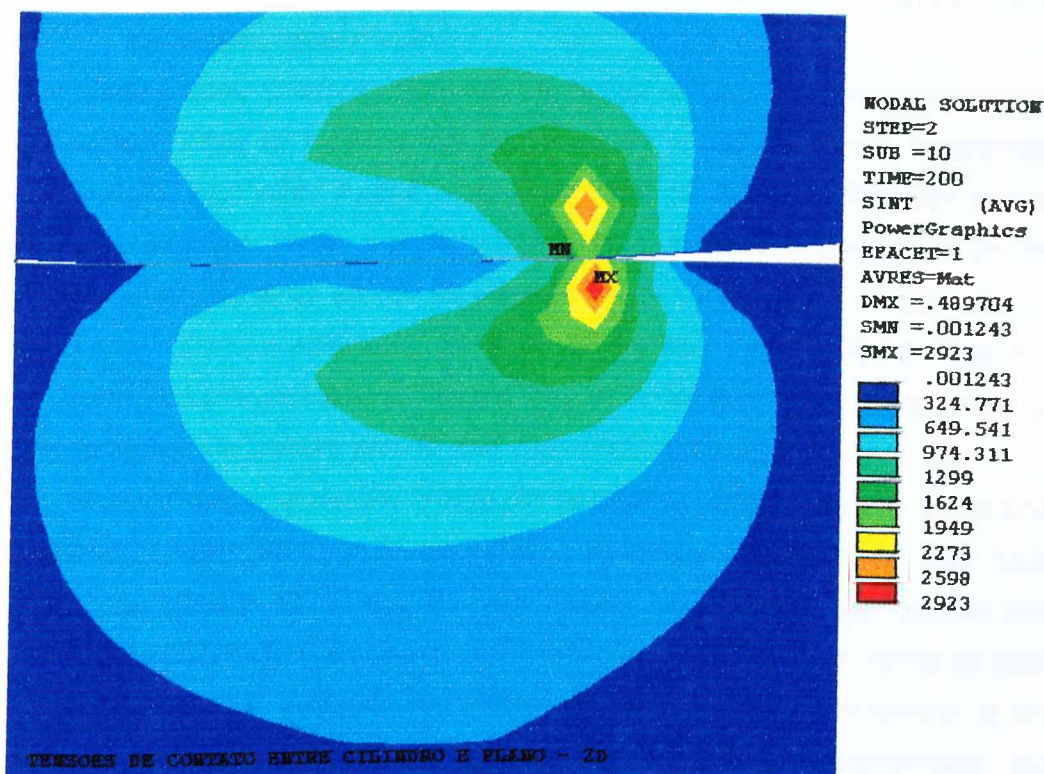 NODAL SOLUTION
STEP=2
SUB =10
TIME=200
SINT (AVG)
PowerGraphics
EFACET=1
AVRES=Mat
DMX =.489704
SMN =.001243
SMX =2923
.001243
324.771
649.541
974.311
1299
1624
1949
2273
2598
2923
MN
MX
TENSOES DE CONTATO ENTRE CILINDRO E PLANO - 2D